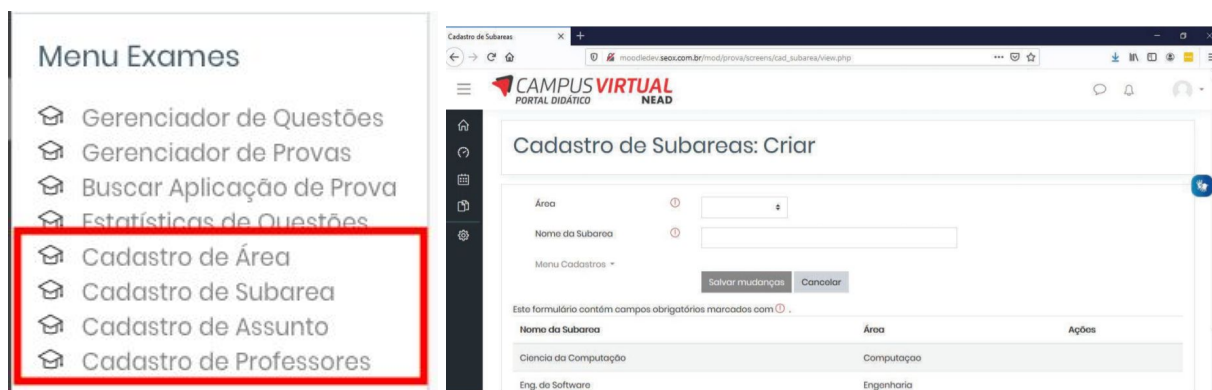 Menu Exames
Gerenciador de Questões
Gerenciador de Provas
Buscar Aplicação de Prova
Estatísticas de Questões
Cadastro de Área
Cadastro de Subarea
Cadastro de Assunto
Cadastro de Professores
Cadastro de Subareas
moodledev.seox.com.br/mod/prova/screens/cad_subarea/view.php
CAMPUS VIRTUAL
PORTAL DIDÁTICO NEAD
Cadastro de Subareas: Criar
Área
Nome da Subarea
Menu Cadastros
Salvar mudanças Cancelar
Este formulário contém campos obrigatórios marcados com .
Nome da Subarea Área Ações
Ciencia da Computação Computaçao
Eng. de Software Engenharia